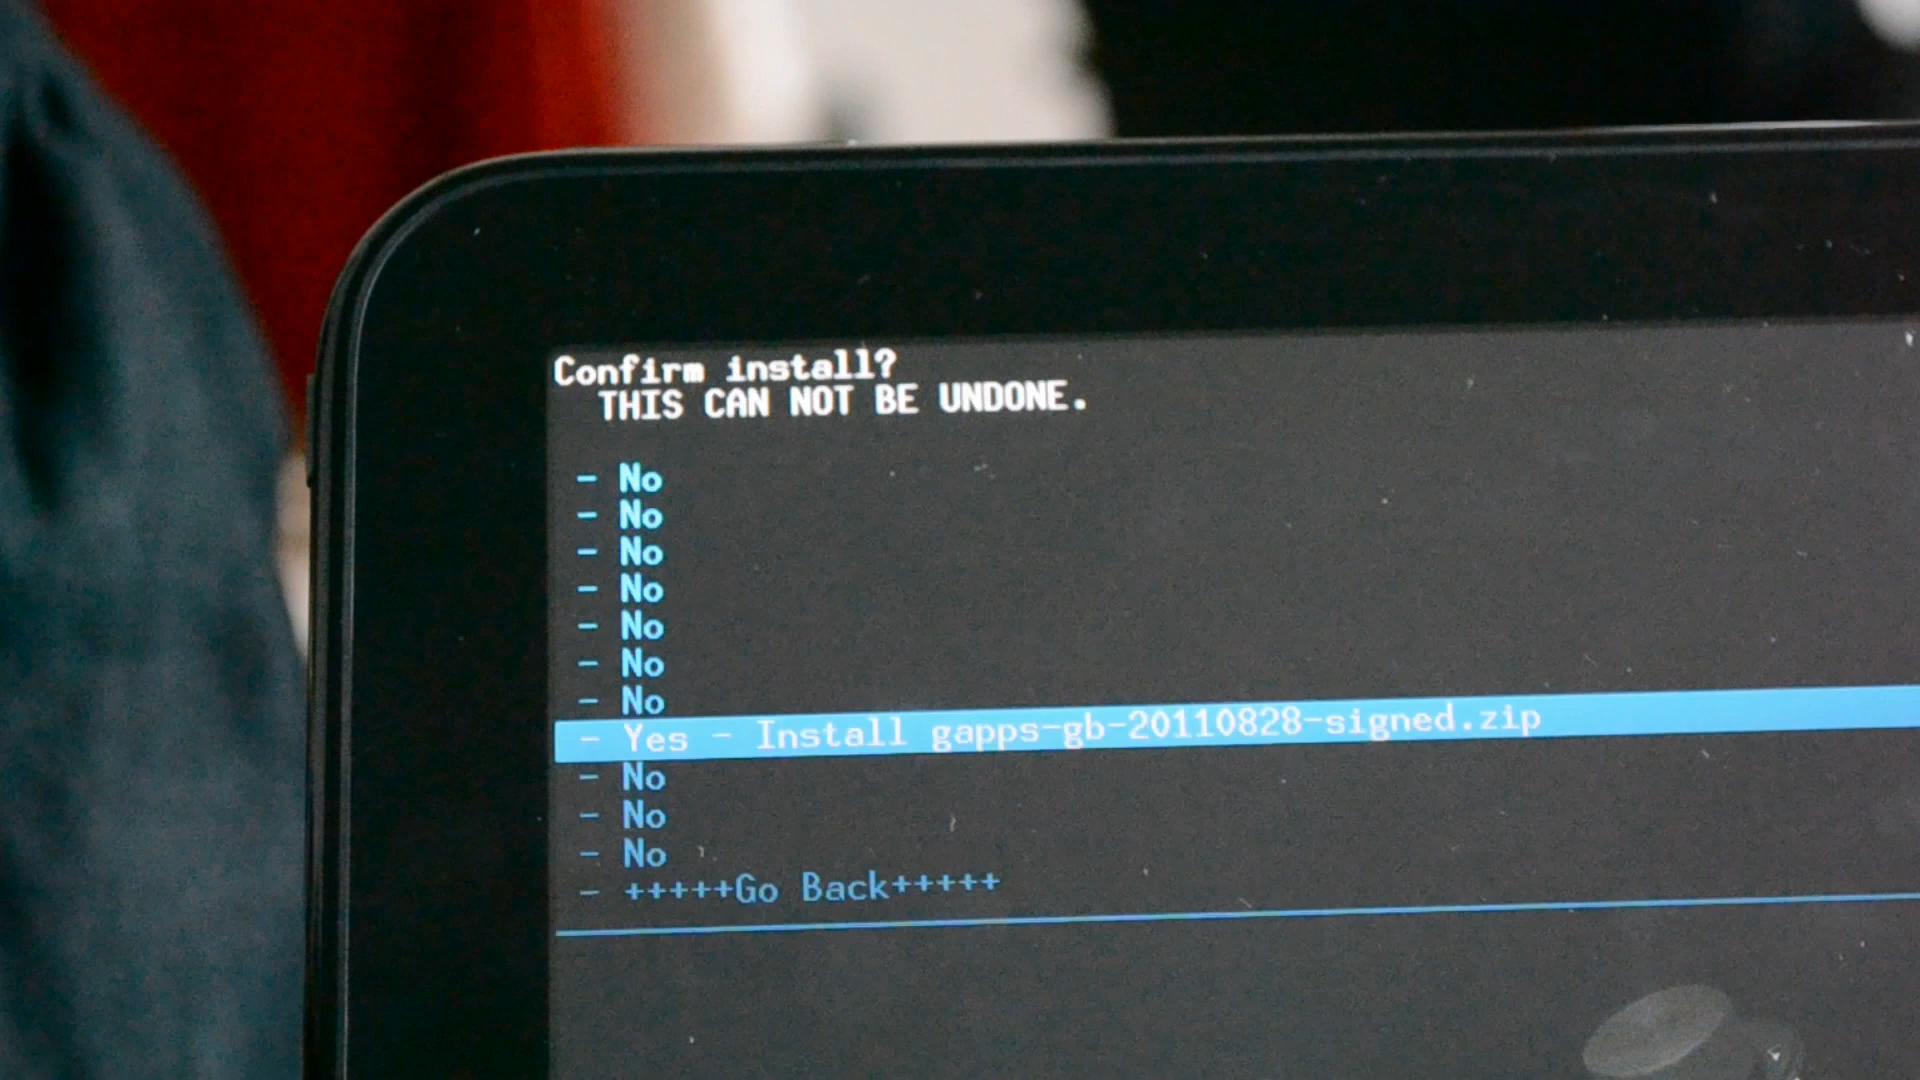 Confirm install?
THIS CAN NOT BE UNDONE.
- No
- No
- No
- No
- No
- No
- No
- Yes - Install gapps-gb-20110828-signed.zip
- No
- No
- No
- +++++Go Back+++++